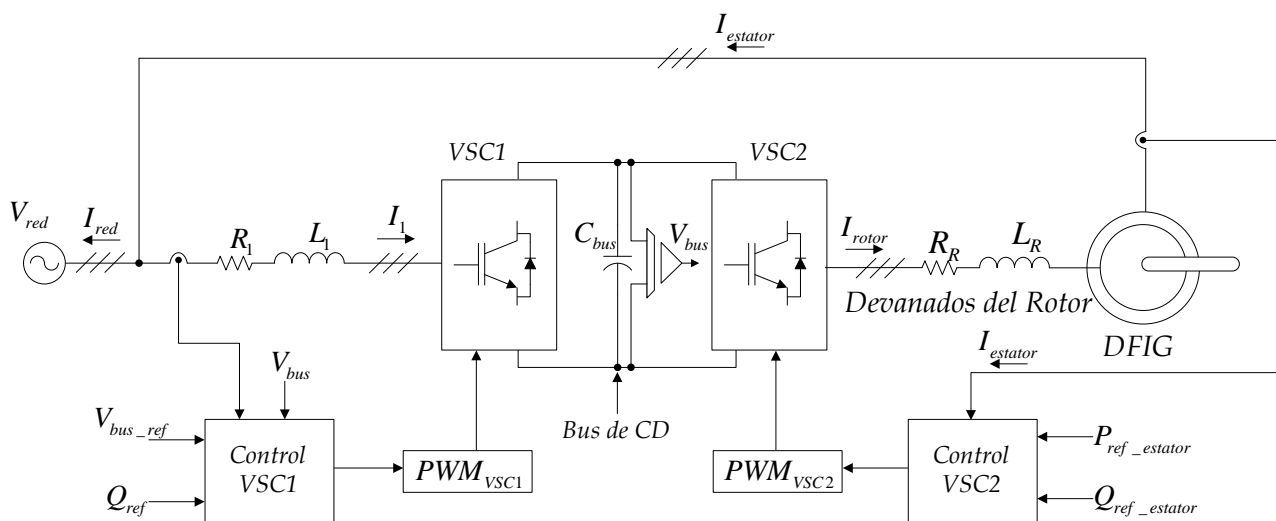 I_estator
VSC1
VSC2
V_red
I_red
R_1
L_1
I_1
C_bus
V_bus
I_rotor
R_R
L_R
Devanados del Rotor
DFIG
I_estator
V_bus
V_bus_ref
Control
VSC1
Q_ref
PWM_VSC1
Bus de CD
PWM_VSC2
Control
VSC2
P_ref_estator
Q_ref_estator